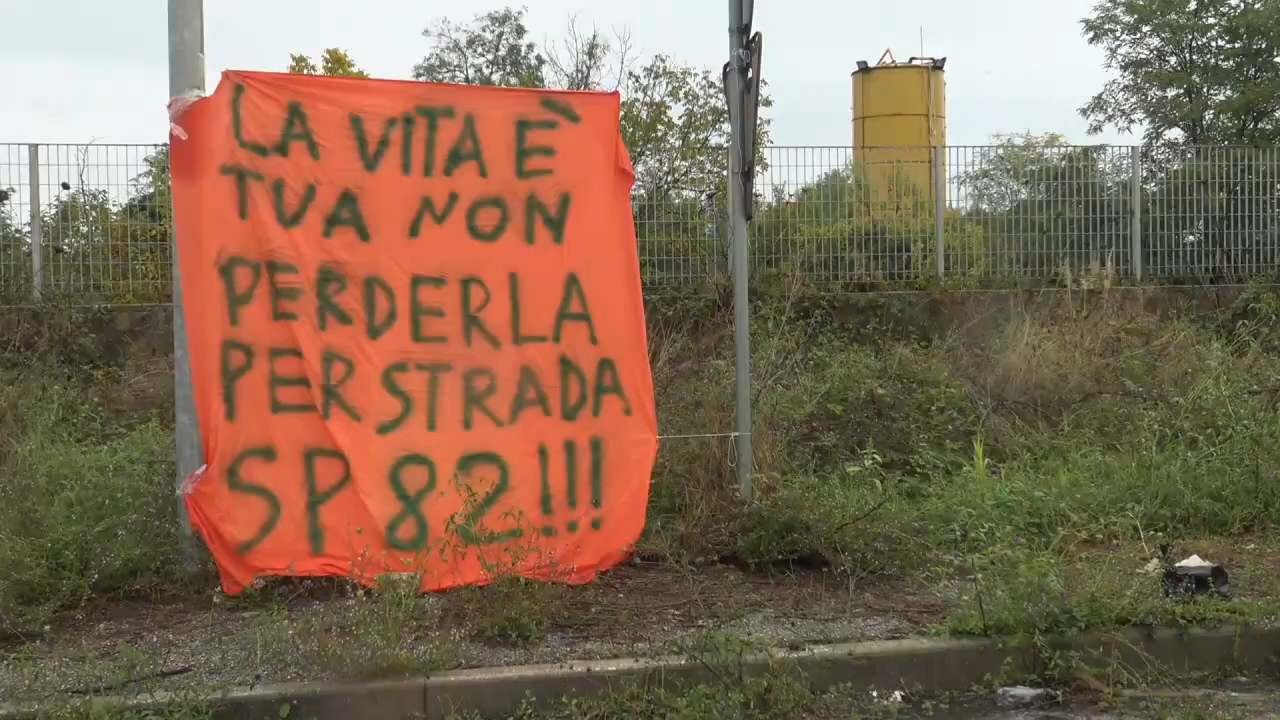 LA VITA È
TUA NON
PERDERLA
PER STRADA
SP 82 !!!